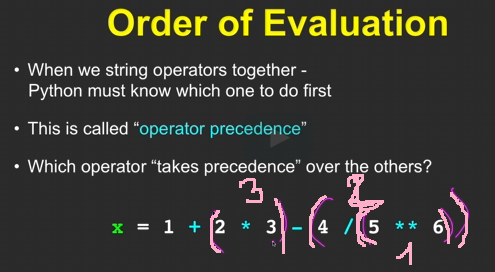 Order of Evaluation
• When we string operators together -
Python must know which one to do first
• This is called “operator precedence”
• Which operator “takes precedence” over the others?
3 2
x = 1 + (2 * 3) - (4 / (5 ** 6))
1